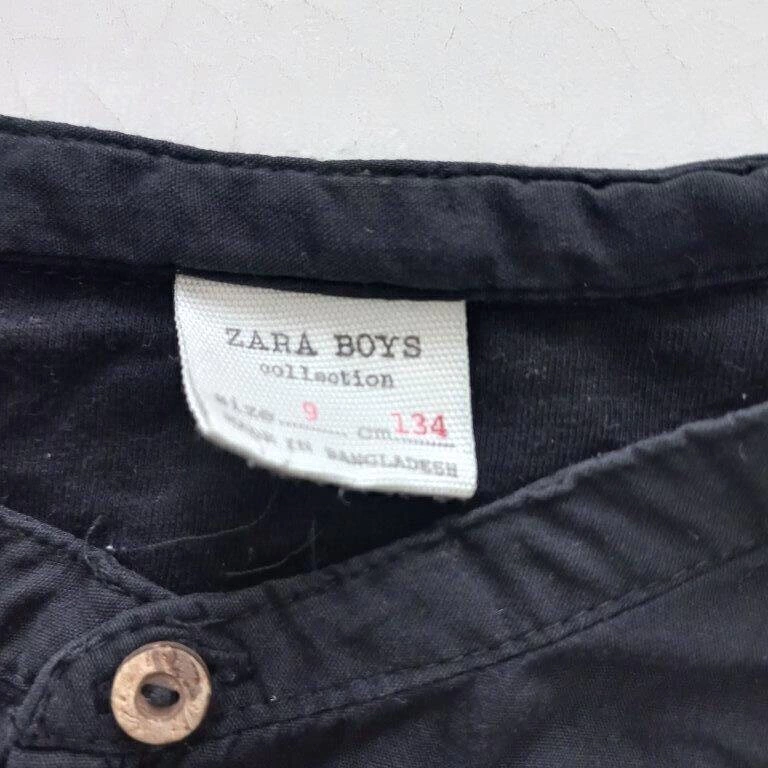 ZARA BOYS
collection
size 9 cm 134
MADE IN BANGLADESH